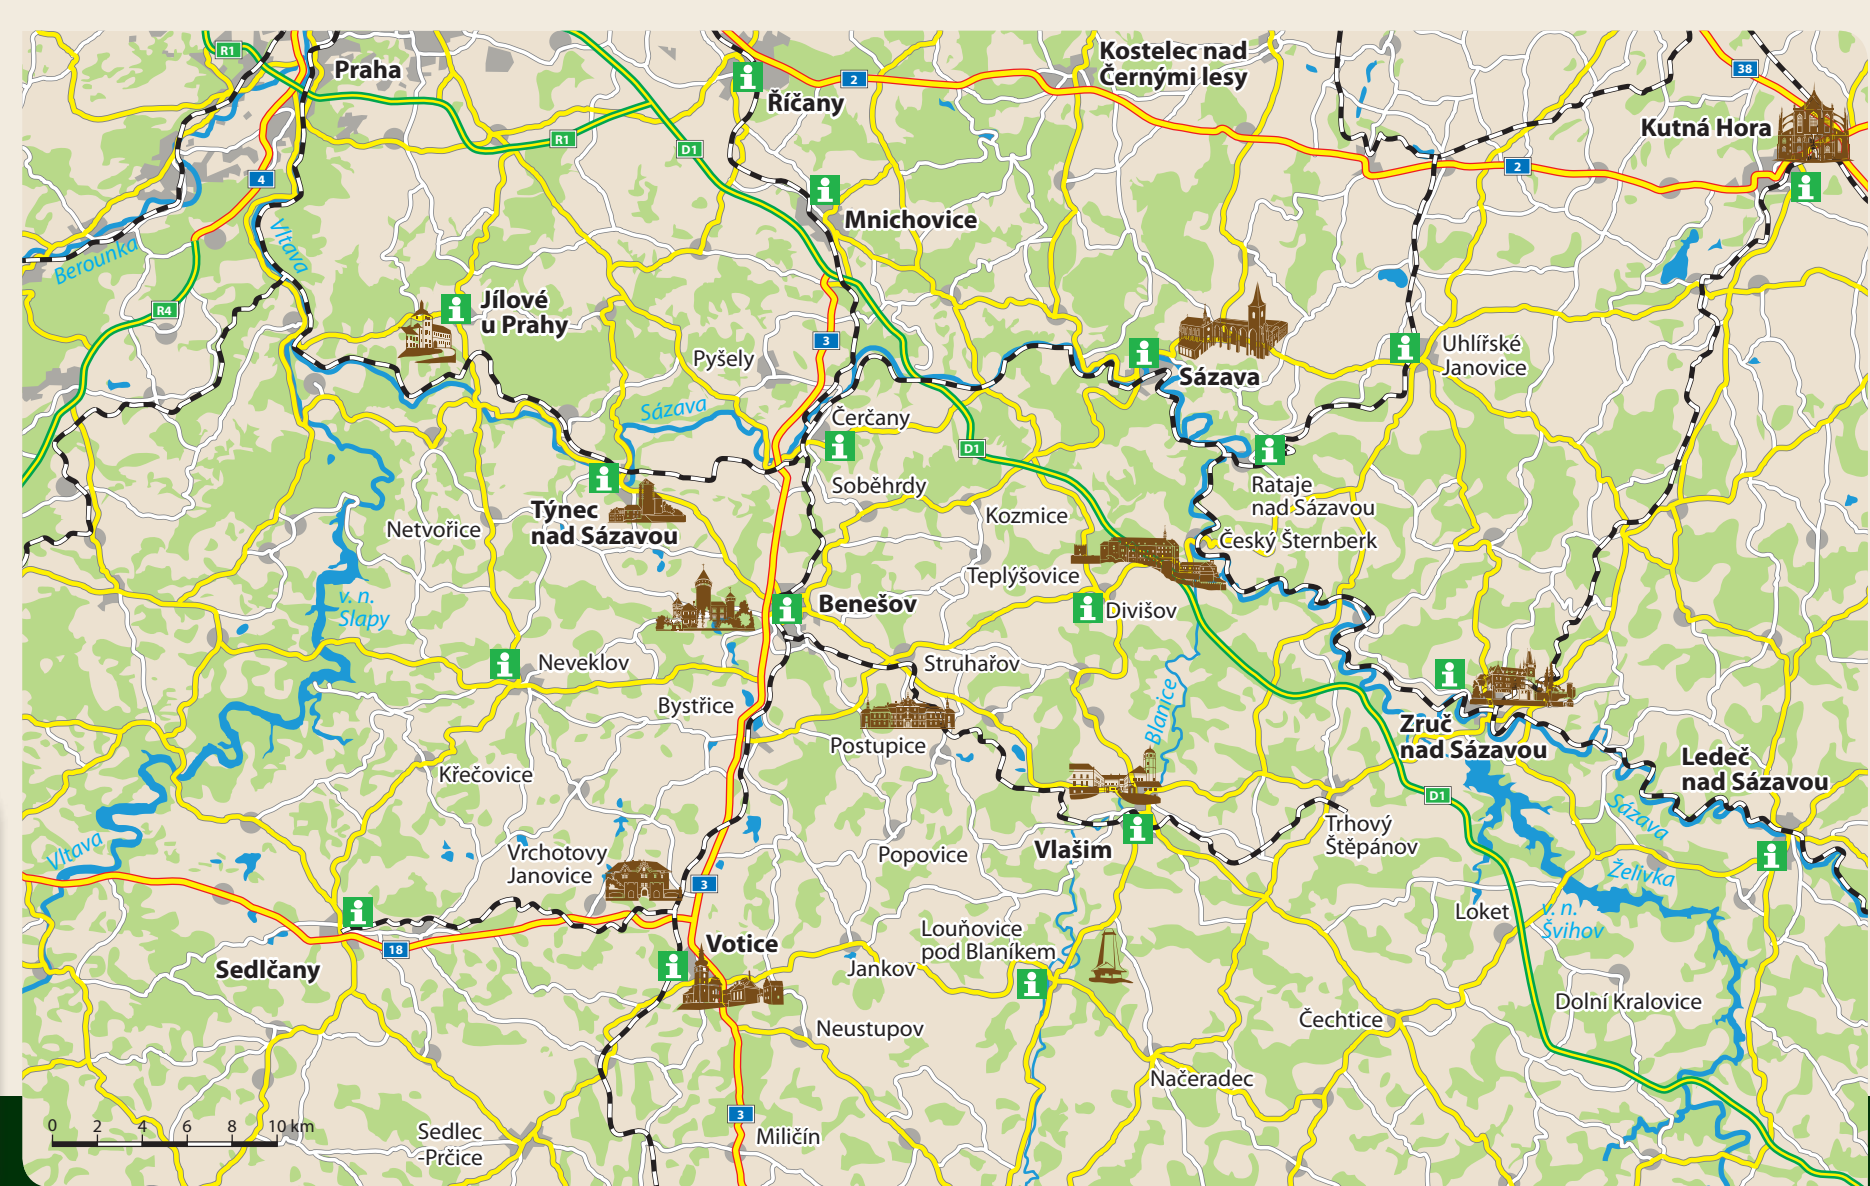 R1
Praha
Říčany
2
Kostelec nad
Černými lesy
38
Kutná Hora
R1
D1
4
2
Mnichovice
Vltava
Berounka
R4
Jílové
u Prahy
3
Pyšely
Sázava
Uhlířské
Janovice
Sázava
Čerčany
D1
Soběhrdy
Rataje
nad Sázavou
Týnec
nad Sázavou
Netvořice
Kozmice
Český Šternberk
Teplýšovice
v. n.
Slapy
Benešov
Divišov
Neveklov
Struhařov
Bystřice
Blanice
Postupice
Zruč
nad Sázavou
Ledeč
nad Sázavou
Křečovice
D1
Sázava
Trhový
Štěpánov
Vltava
Vrchotovy
Janovice
Popovice
Vlašim
3
Želivka
Loket
v. n.
Švihov
Louňovice
pod Blaníkem
18
Votice
Sedlčany
Jankov
Dolní Kralovice
Čechtice
Neustupov
Načeradec
3
Miličín
0 2 4 6 8 10 km
Sedlec
-Prčice